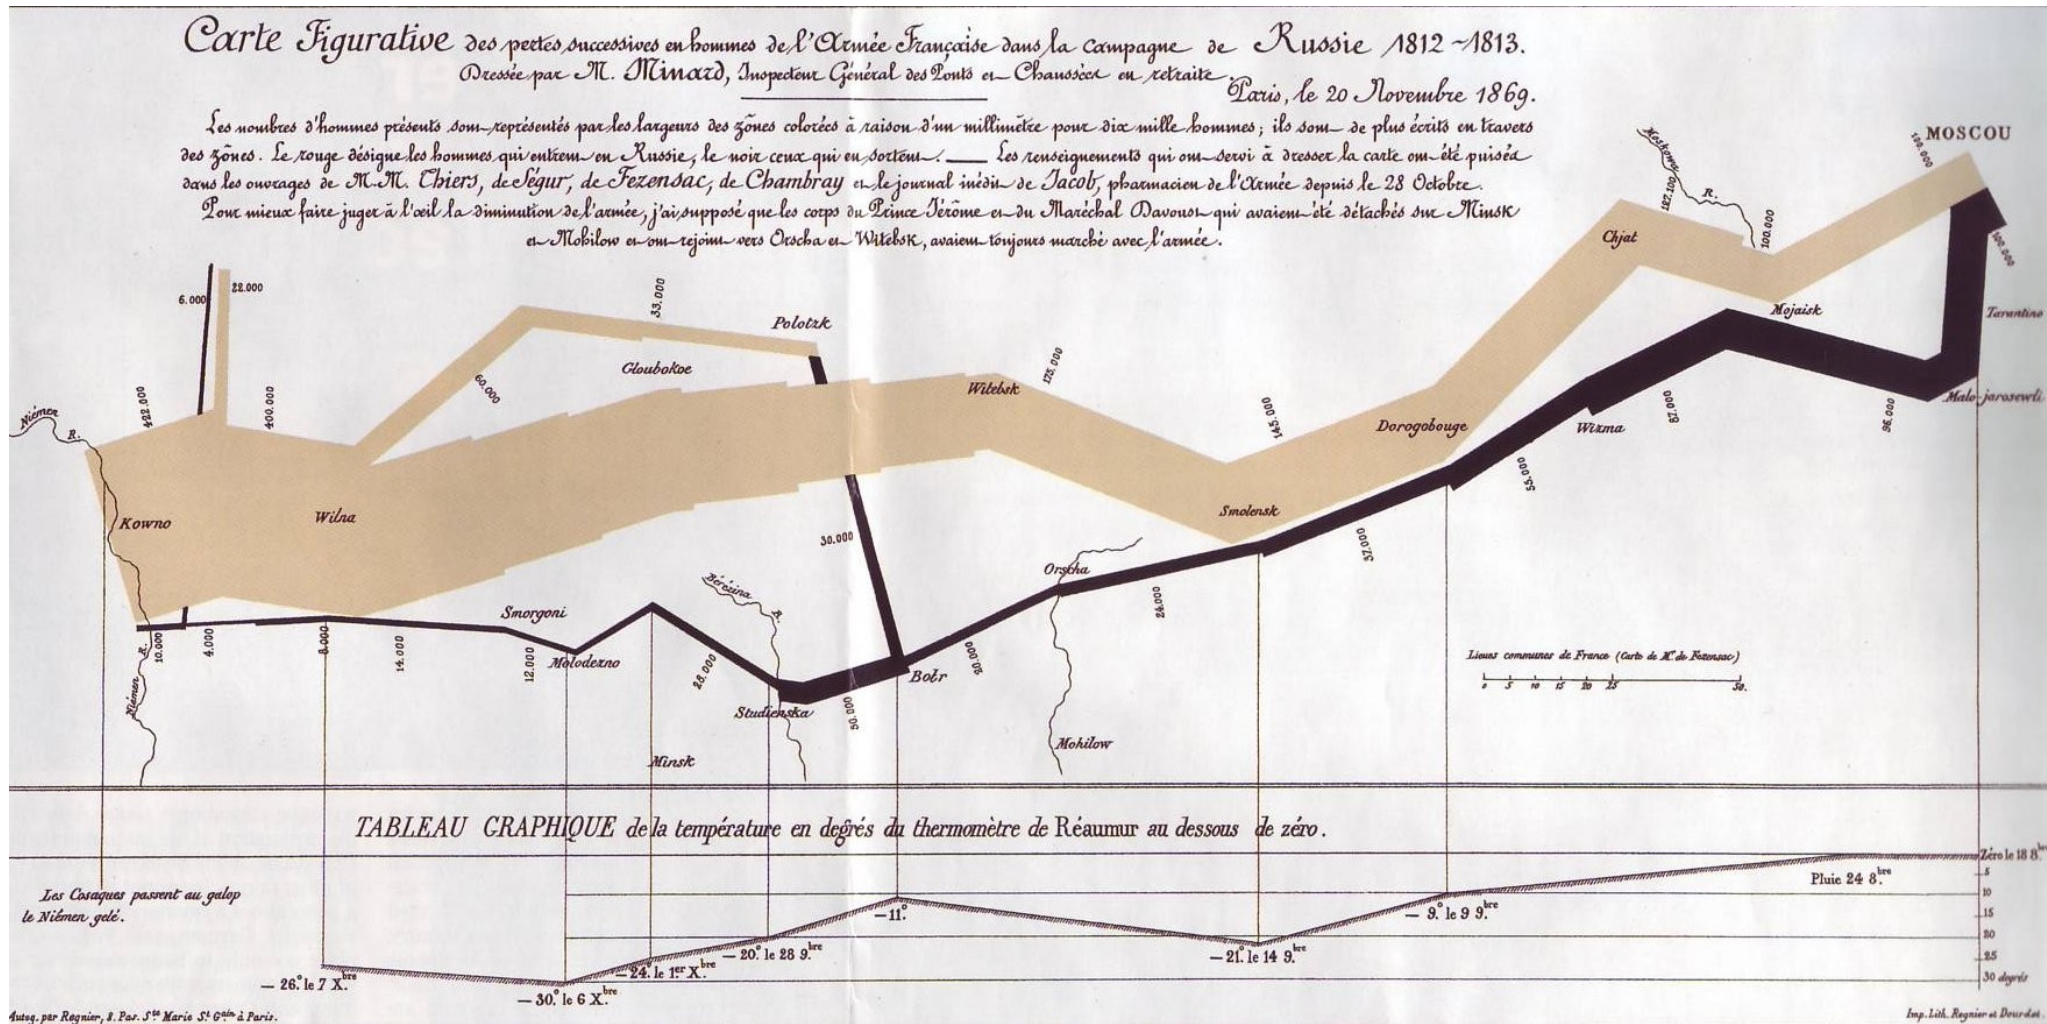 Carte Figurative des pertes successives en hommes de l'Armée Française dans la campagne de Russie 1812~1813.
Dressée par M. Minard, Inspecteur Général des Ponts et Chaussées en retraite.
Paris, le 20 Novembre 1869.
Les nombres d'hommes présents sont représentés par les largeurs des zônes colorées à raison d'un millimètre pour dix mille hommes; ils sont de plus écrits en travers
des zônes. Le rouge désigne les hommes qui entrent en Russie, le noir ceux qui en sortent. — Les renseignements qui ont servi à dresser la carte ont été puisés
dans les ouvrages de M.M. Thiers, de Ségur, de Fezensac, de Chambray et le journal inédit de Jacob, pharmacien de l'Armée depuis le 28 Octobre.
Pour mieux faire juger à l'œil la diminution de l'armée, j'ai supposé que les corps du Prince Jérôme et du Maréchal Davoust qui avaient été détachés sur Minsk
et Mohilow et ont rejoint vers Orscha et Witebsk, avaient toujours marché avec l'armée.
MOSCOU
100.000
Moskowa R.
127.100
100.000
Chjat
Mojaisk
100.000
Tarantino
Malo-jarosewli
6.000
22.000
33.000
Polotzk
Gloubokoe
60.000
422.000
400.000
Niémen R.
Witebsk
175.000
145.000
Dorogobouge
Wixma
87.000
96.000
55.000
Kowno
Wilna
30.000
Smolensk
37.000
Orscha
24.000
Bérézina R.
Smorgoni
Molodezno
10.000
4.000
8.000
14.000
12.000
28.000
Studienska
50.000
Bobr
20.000
Niémen R.
Minsk
Mohilow
Lieues communes de France (Carte de M. de Fezensac)
0 5 10 15 20 25 50.
TABLEAU GRAPHIQUE de la température en degrés du thermomètre de Réaumur au dessous de zéro.
Les Cosaques passent au galop
le Niémen gelé.
— 26.° le 7 X.bre
— 30.° le 6 X.bre
— 24.° le 1.er X.bre
— 20.° le 28 9.bre
— 11.°
— 21.° le 14 9.bre
— 9.° le 9 9.bre
Pluie 24 8.bre
Zéro le 18 8.bre
5
10
15
20
25
30 degrés
Autog. par Regnier, 8. Pas. S.te Marie S.t G.ain à Paris.
Imp. Lith. Regnier et Dourdet.